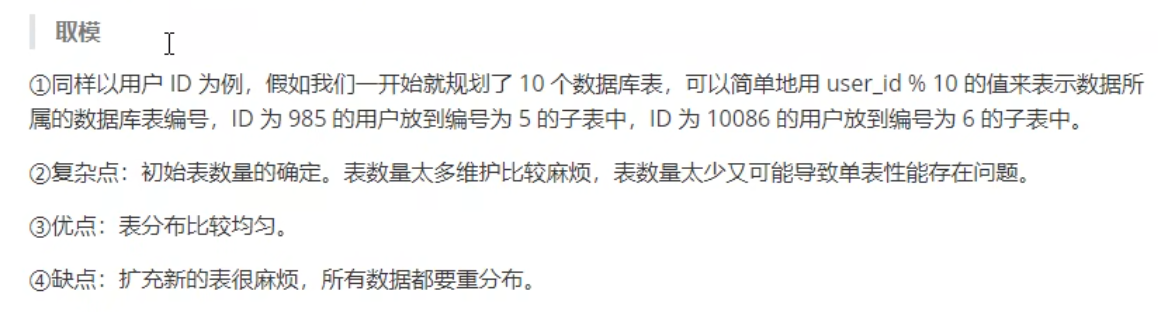 取模
①同样以用户 ID 为例，假如我们一开始就规划了 10 个数据库表，可以简单地用 user_id % 10 的值来表示数据所
属的数据库表编号，ID 为 985 的用户放到编号为 5 的子表中，ID 为 10086 的用户放到编号为 6 的子表中。
②复杂点：初始表数量的确定。表数量太多维护比较麻烦，表数量太少又可能导致单表性能存在问题。
③优点：表分布比较均匀。
④缺点：扩充新的表很麻烦，所有数据都要重分布。